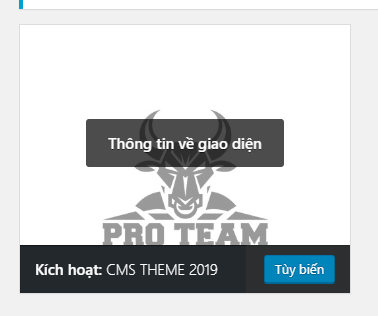 Thông tin về giao diện
PRO TEAM
Kích hoạt: CMS THEME 2019
Tùy biến